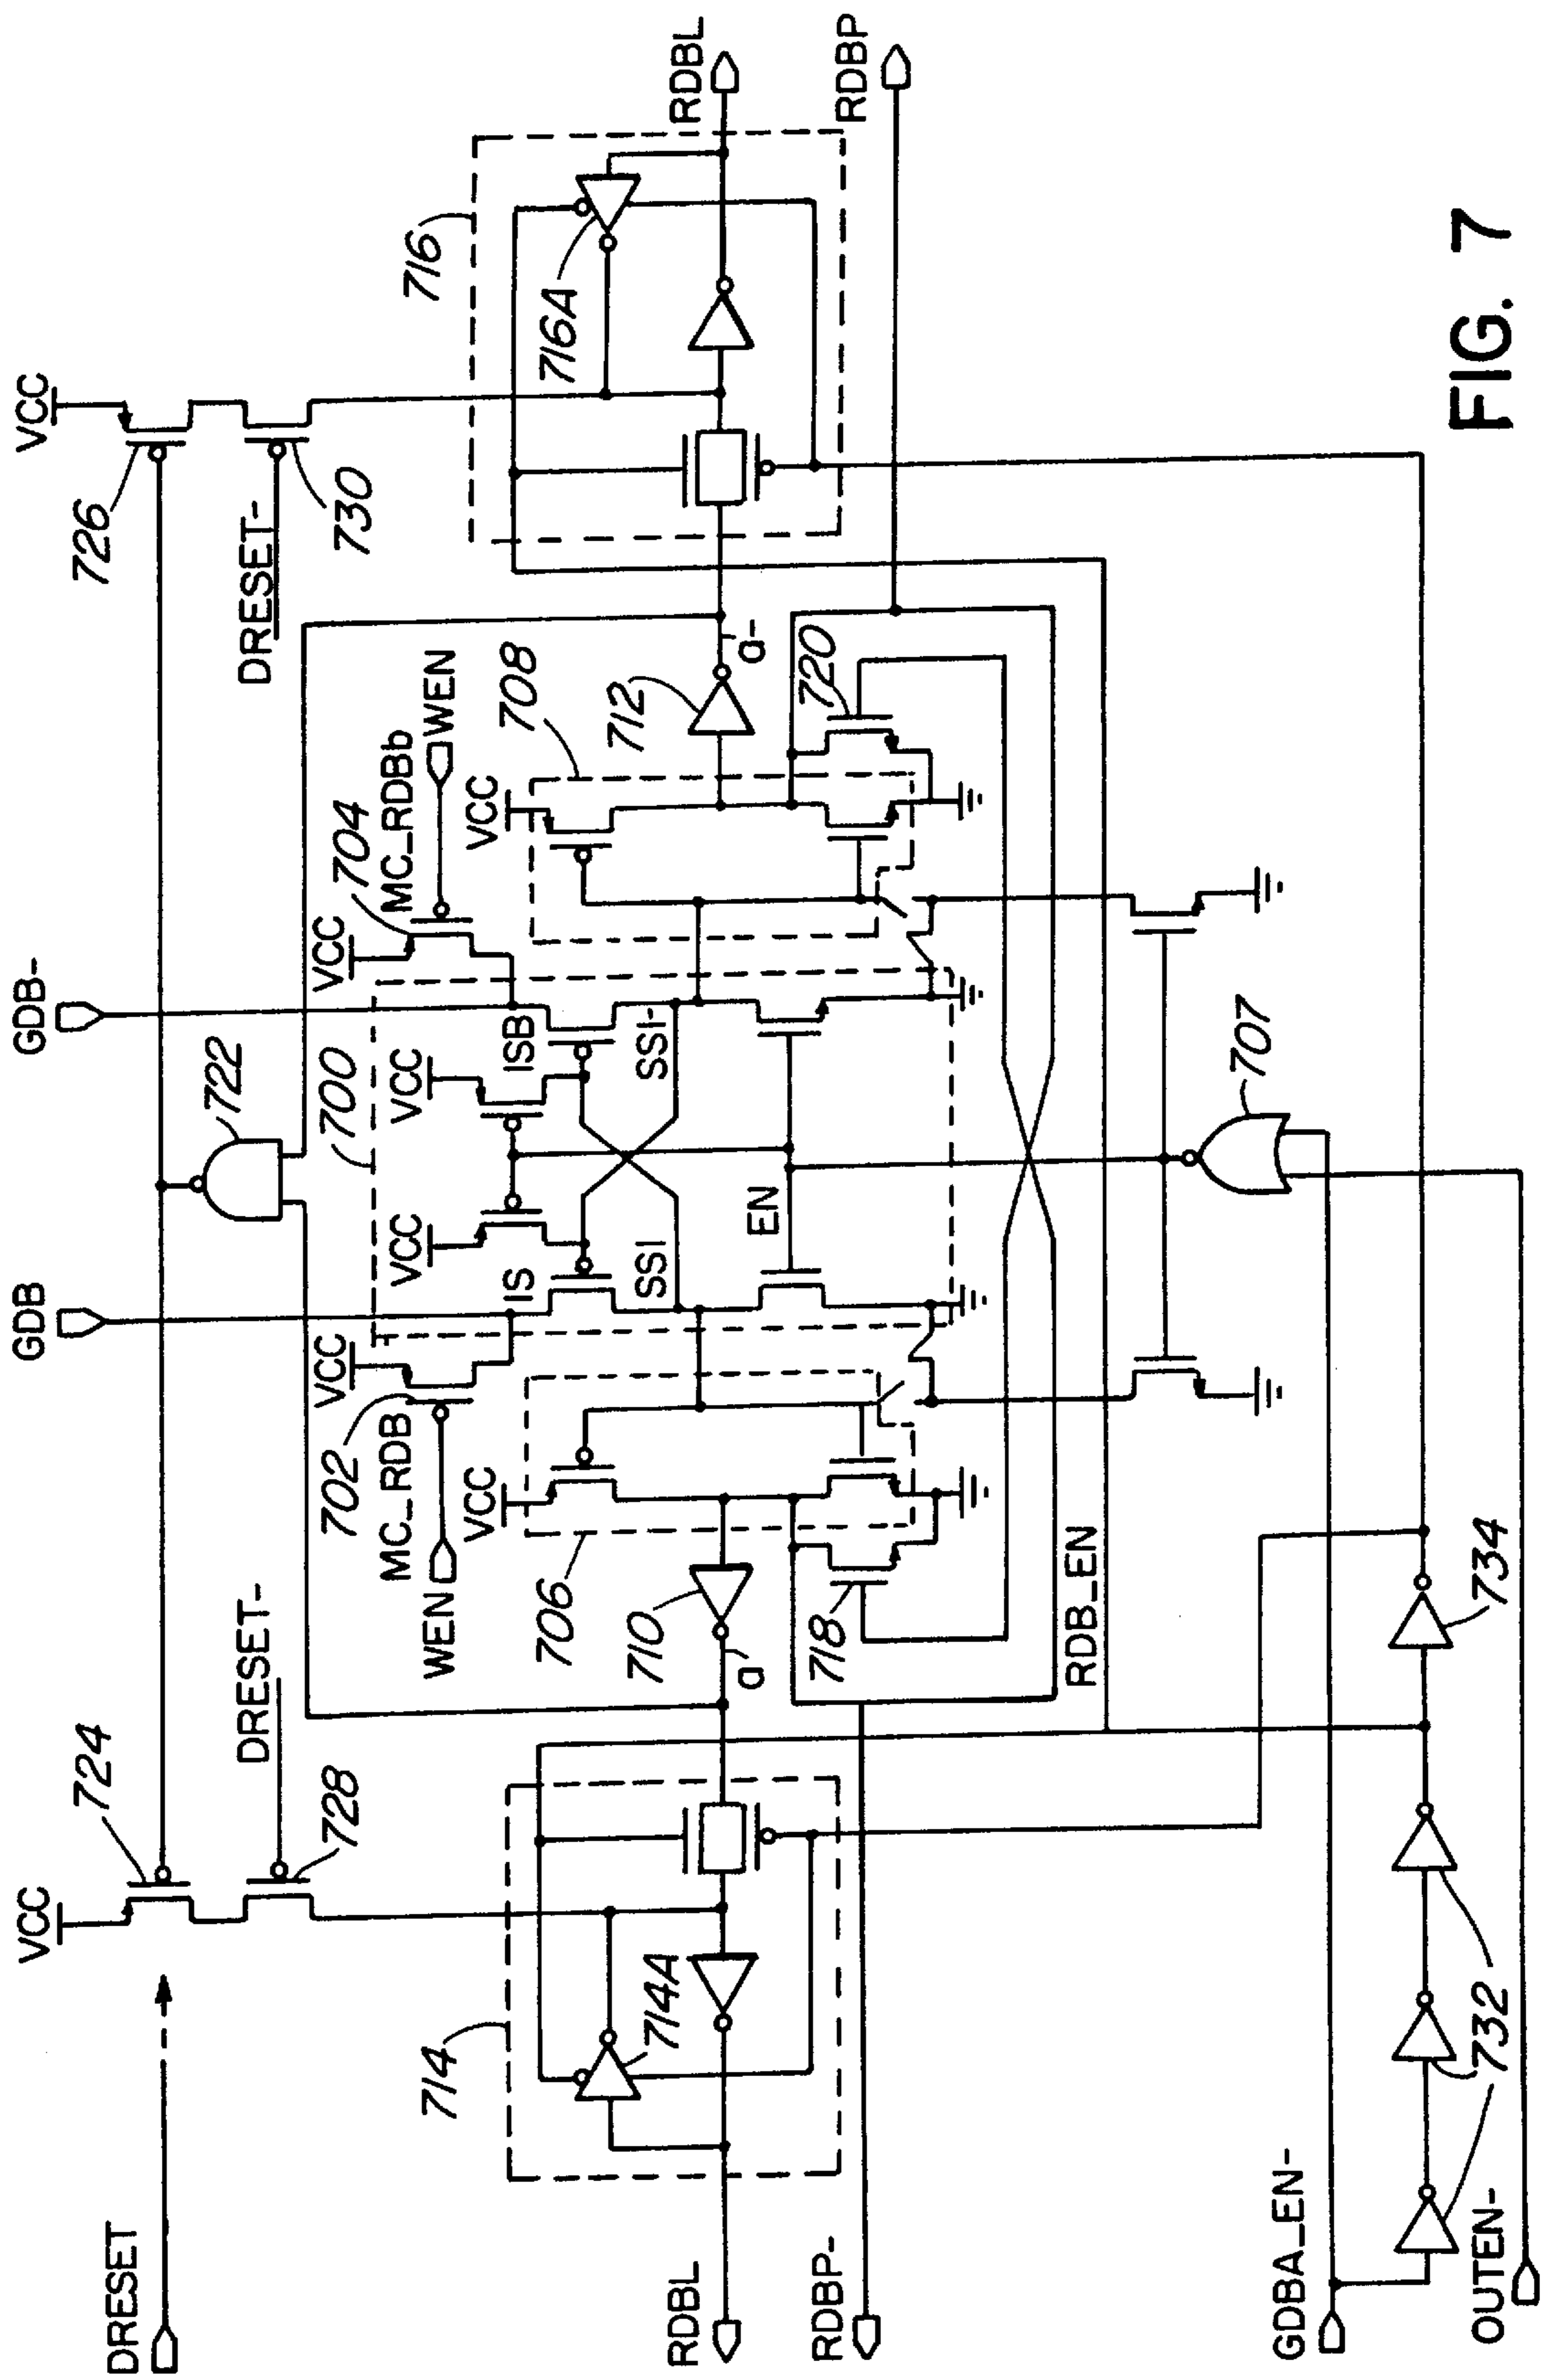 DRESET
VCC
724
728
DRESET-
GDB
722
GDB-
VCC
726
730
DRESET-
714
714A
RDBL
RDBP-
702
MC_RDB
WEN
VCC
VCC
706
710
a
718
IS
VCC
SSI
EN
700
VCC
ISB
SSI-
VCC
704
MC_RDBb
WEN
VCC
708
712
a-
720
716
716A
RDBL
RDBP
RDB_EN
707
GDBA_EN-
OUTEN-
732
734
FIG. 7